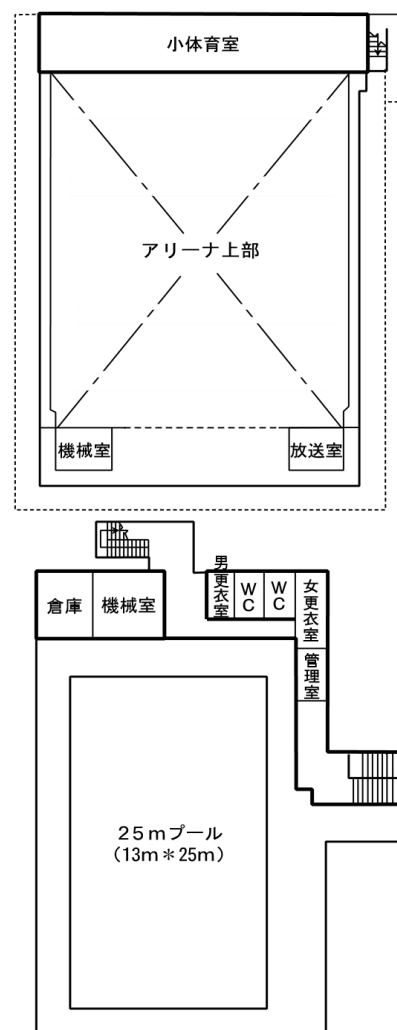 小体育室
アリーナ上部
機械室
放送室
倉庫
機械室
男更衣室
WC
WC
女更衣室
管理室
25mプール
(13m＊25m)